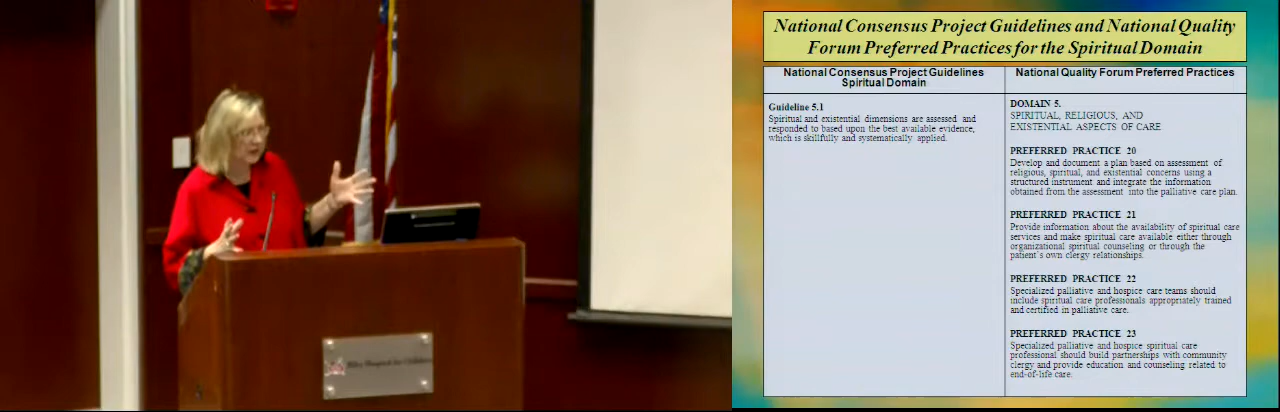 Riley Hospital for Children
National Consensus Project Guidelines and National Quality
Forum Preferred Practices for the Spiritual Domain
National Consensus Project Guidelines
Spiritual Domain
Guideline 5.1
Spiritual and existential dimensions are assessed and
responded to based upon the best available evidence,
which is skillfully and systematically applied.
National Quality Forum Preferred Practices
DOMAIN 5.
SPIRITUAL, RELIGIOUS, AND
EXISTENTIAL ASPECTS OF CARE
PREFERRED PRACTICE 20
Develop and document a plan based on assessment of
religious, spiritual, and existential concerns using a
structured instrument and integrate the information
obtained from the assessment into the palliative care plan.
PREFERRED PRACTICE 21
Provide information about the availability of spiritual care
services and make spiritual care available either through
organizational spiritual counseling or through the
patient's own clergy relationships.
PREFERRED PRACTICE 22
Specialized palliative and hospice care teams should
include spiritual care professionals appropriately trained
and certified in palliative care.
PREFERRED PRACTICE 23
Specialized palliative and hospice spiritual care
professional should build partnerships with community
clergy and provide education and counseling related to
end-of-life care.